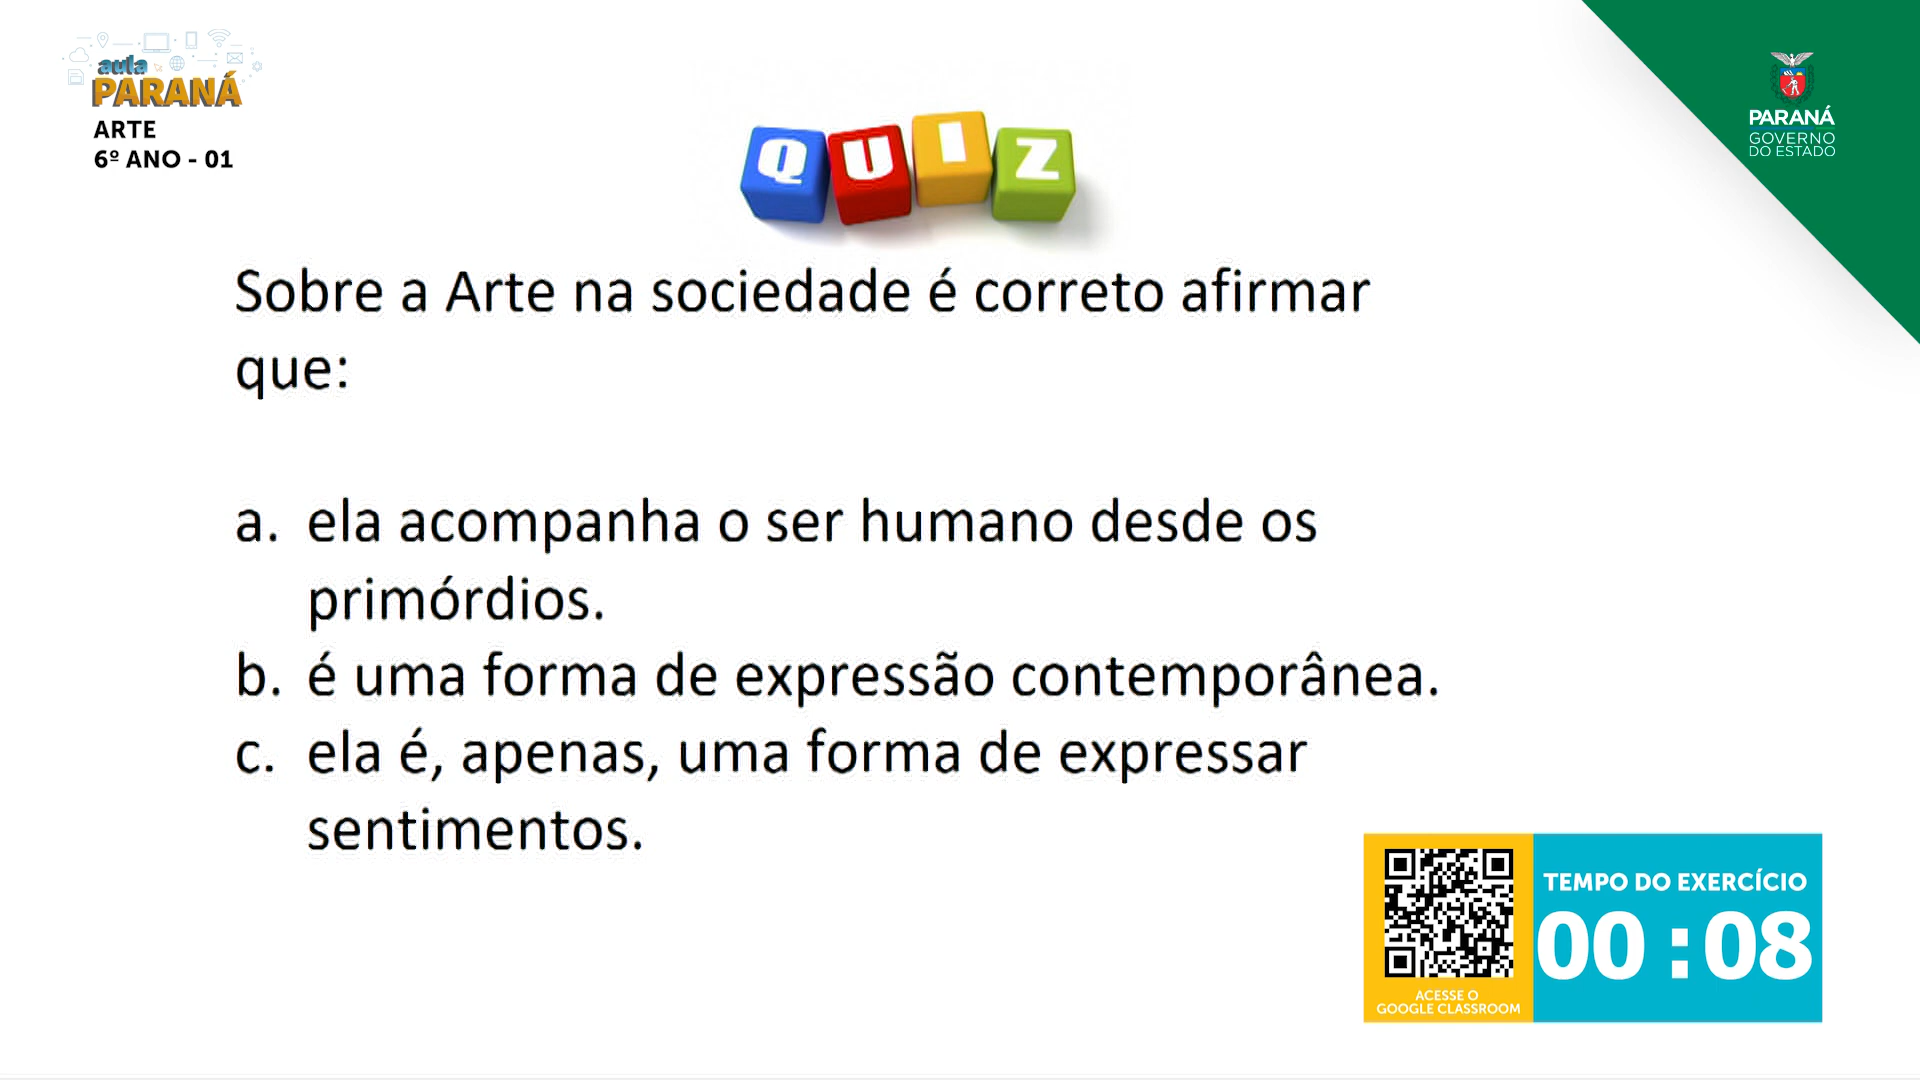 aula
PARANÁ
ARTE
6º ANO - 01
QUIZ
PARANÁ
GOVERNO
DO ESTADO
Sobre a Arte na sociedade é correto afirmar
que:
a. ela acompanha o ser humano desde os
primórdios.
b. é uma forma de expressão contemporânea.
c. ela é, apenas, uma forma de expressar
sentimentos.
TEMPO DO EXERCÍCIO
00:08
ACESSE O
GOOGLE CLASSROOM